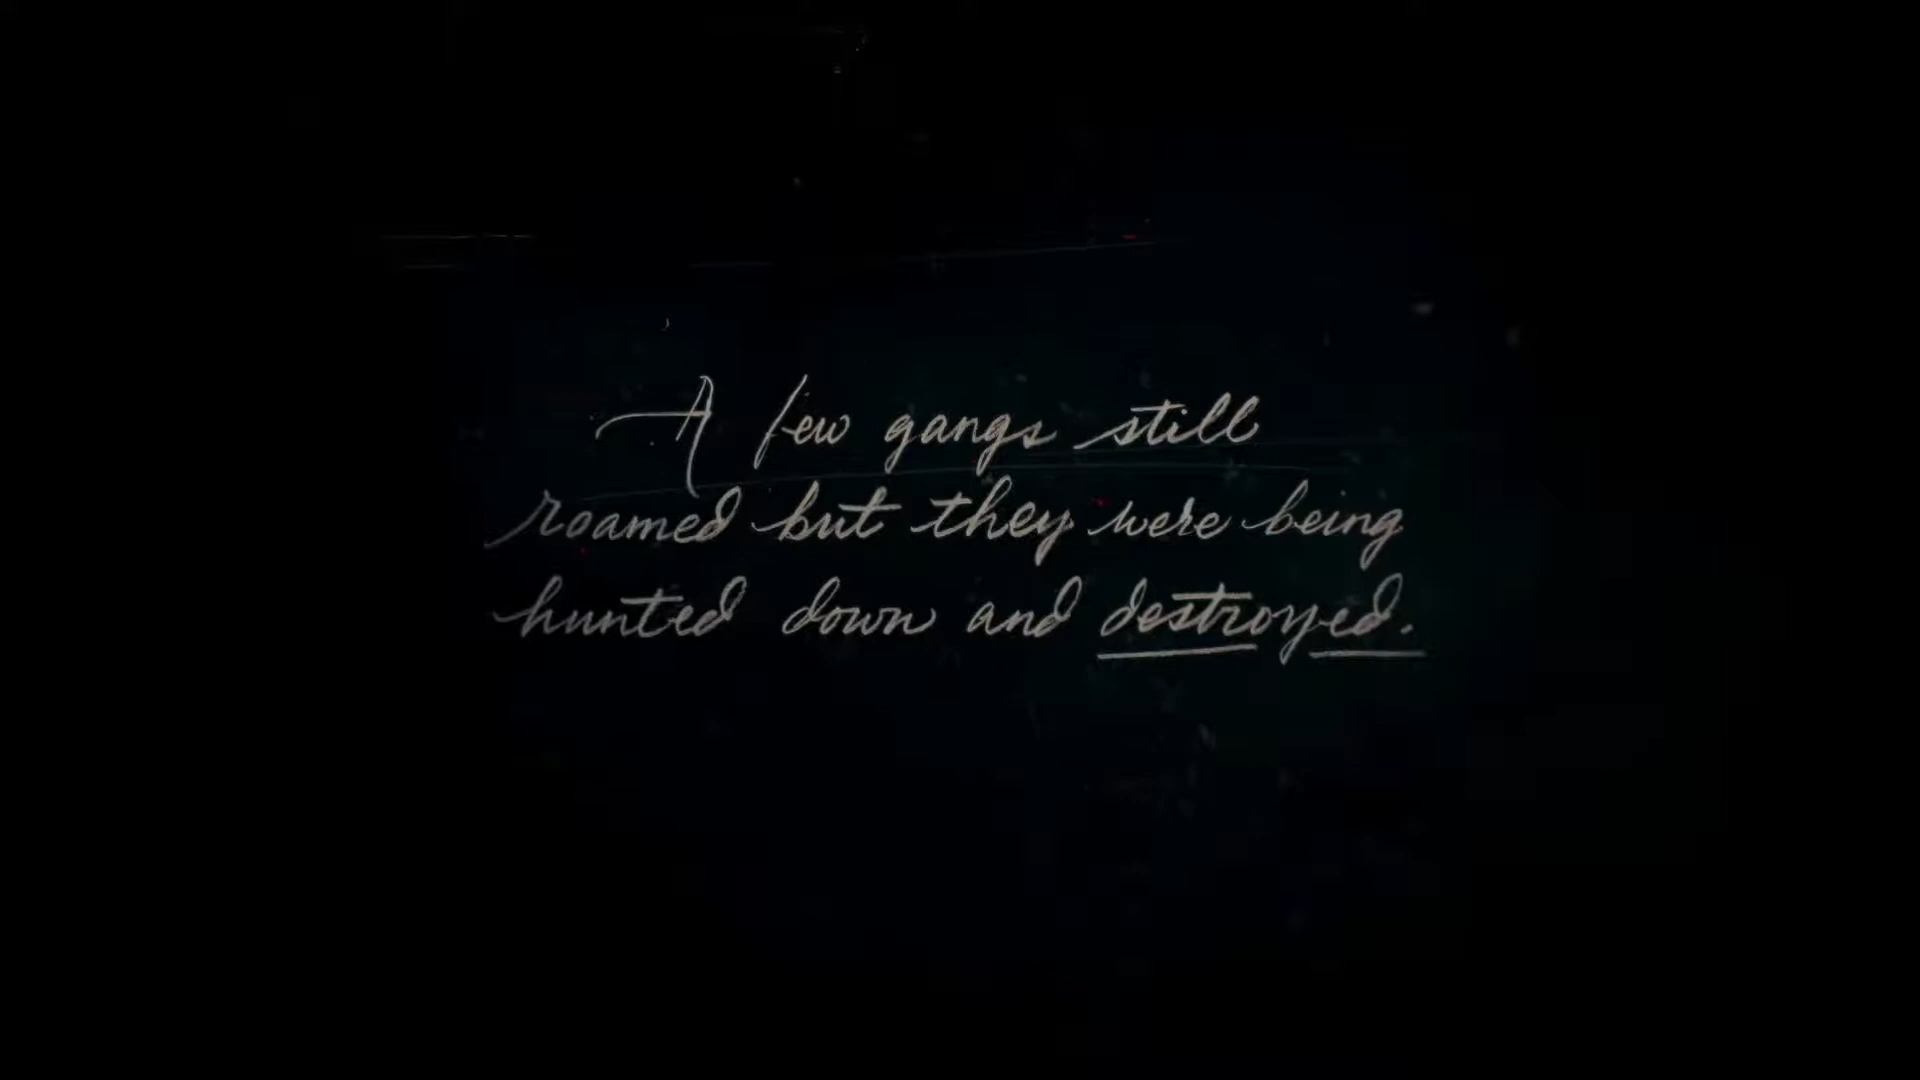 A few gangs still
roamed but they were being
hunted down and destroyed.